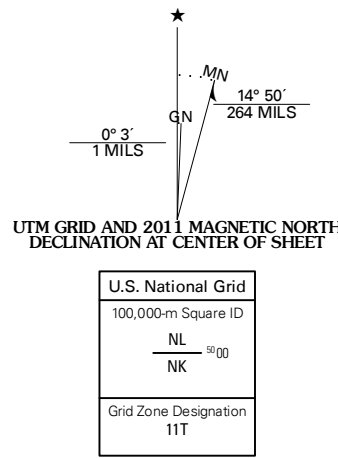 ★
MN
GN
14° 50´
264 MILS
0° 3´
1 MILS
UTM GRID AND 2011 MAGNETIC NORTH
DECLINATION AT CENTER OF SHEET
U.S. National Grid
100,000-m Square ID
NL
5000
NK
Grid Zone Designation
11T